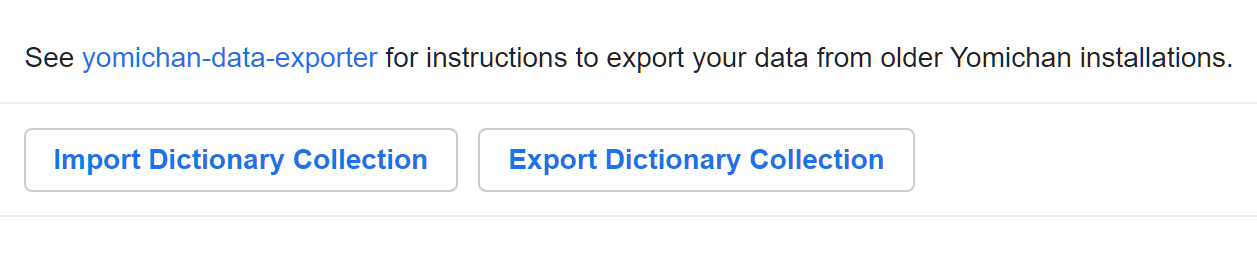 See yomichan-data-exporter for instructions to export your data from older Yomichan installations.
Import Dictionary Collection
Export Dictionary Collection